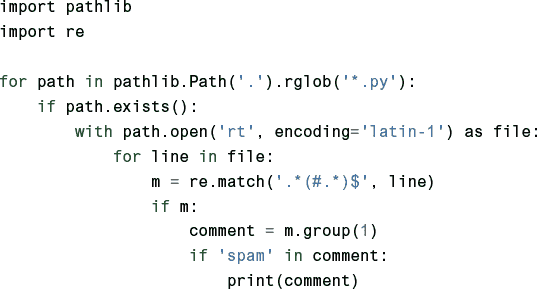 import pathlib
import re

for path in pathlib.Path('.').rglob('*.py'):
    if path.exists():
        with path.open('rt', encoding='latin-1') as file:
            for line in file:
                m = re.match('.*(#.*)$', line)
                if m:
                    comment = m.group(1)
                    if 'spam' in comment:
                        print(comment)